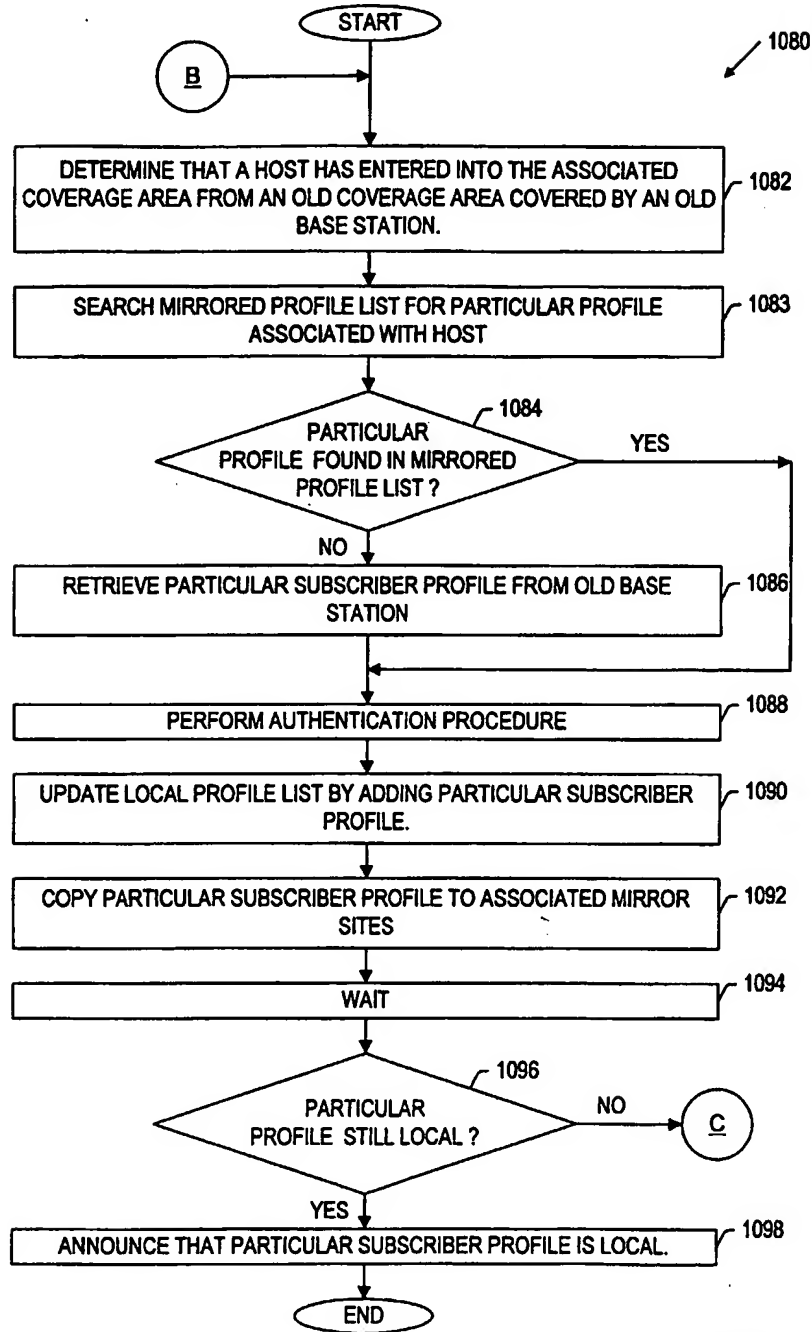 START
1080
B
DETERMINE THAT A HOST HAS ENTERED INTO THE ASSOCIATED
COVERAGE AREA FROM AN OLD COVERAGE AREA COVERED BY AN OLD
BASE STATION.
1082
SEARCH MIRRORED PROFILE LIST FOR PARTICULAR PROFILE
ASSOCIATED WITH HOST
1083
1084
PARTICULAR
PROFILE FOUND IN MIRRORED
PROFILE LIST ?
YES
NO
RETRIEVE PARTICULAR SUBSCRIBER PROFILE FROM OLD BASE
STATION
1086
PERFORM AUTHENTICATION PROCEDURE
1088
UPDATE LOCAL PROFILE LIST BY ADDING PARTICULAR SUBSCRIBER
PROFILE.
1090
COPY PARTICULAR SUBSCRIBER PROFILE TO ASSOCIATED MIRROR
SITES
1092
WAIT
1094
1096
PARTICULAR
PROFILE STILL LOCAL ?
NO
C
YES
ANNOUNCE THAT PARTICULAR SUBSCRIBER PROFILE IS LOCAL.
1098
END